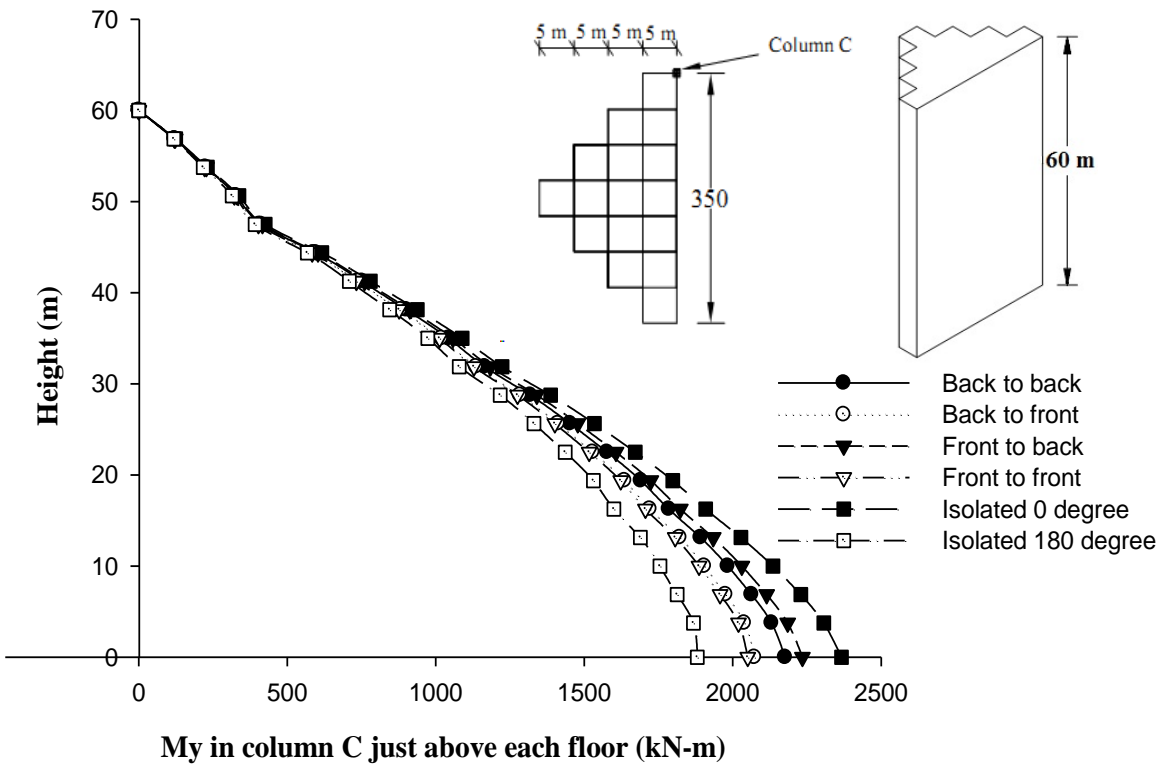 70
60
50
40
30
20
10
0
Height (m)
0 500 1000 1500 2000 2500
My in column C just above each floor (kN-m)
5 m 5 m 5 m 5 m
Column C
350
60 m
Back to back
Back to front
Front to back
Front to front
Isolated 0 degree
Isolated 180 degree